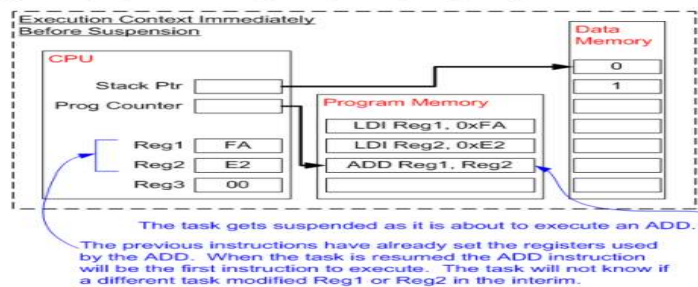 Execution Context Immediately
Before Suspension
CPU
Stack Ptr
Prog Counter
Reg1 FA
Reg2 E2
Reg3 00
Program Memory
LDI Reg1, 0xFA
LDI Reg2, 0xE2
ADD Reg1, Reg2
Data
Memory
0
1
The task gets suspended as it is about to execute an ADD.
The previous instructions have already set the registers used
by the ADD. When the task is resumed the ADD instruction
will be the first instruction to execute. The task will not know if
a different task modified Reg1 or Reg2 in the interim.